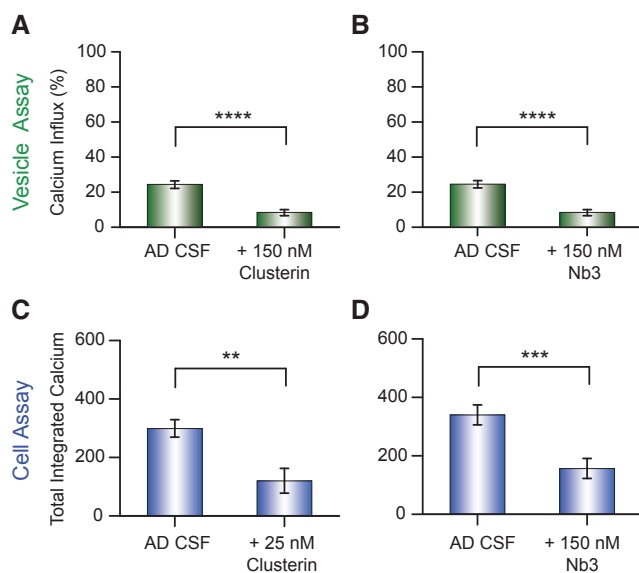 A
B
Vesicle Assay
Calcium Influx (%)
100
80
60
40
20
0
****
AD CSF
+ 150 nM
Clusterin
100
80
60
40
20
0
****
AD CSF
+ 150 nM
Nb3
C
D
Cell Assay
Total Integrated Calcium
600
400
200
0
**
AD CSF
+ 25 nM
Clusterin
600
400
200
0
***
AD CSF
+ 150 nM
Nb3